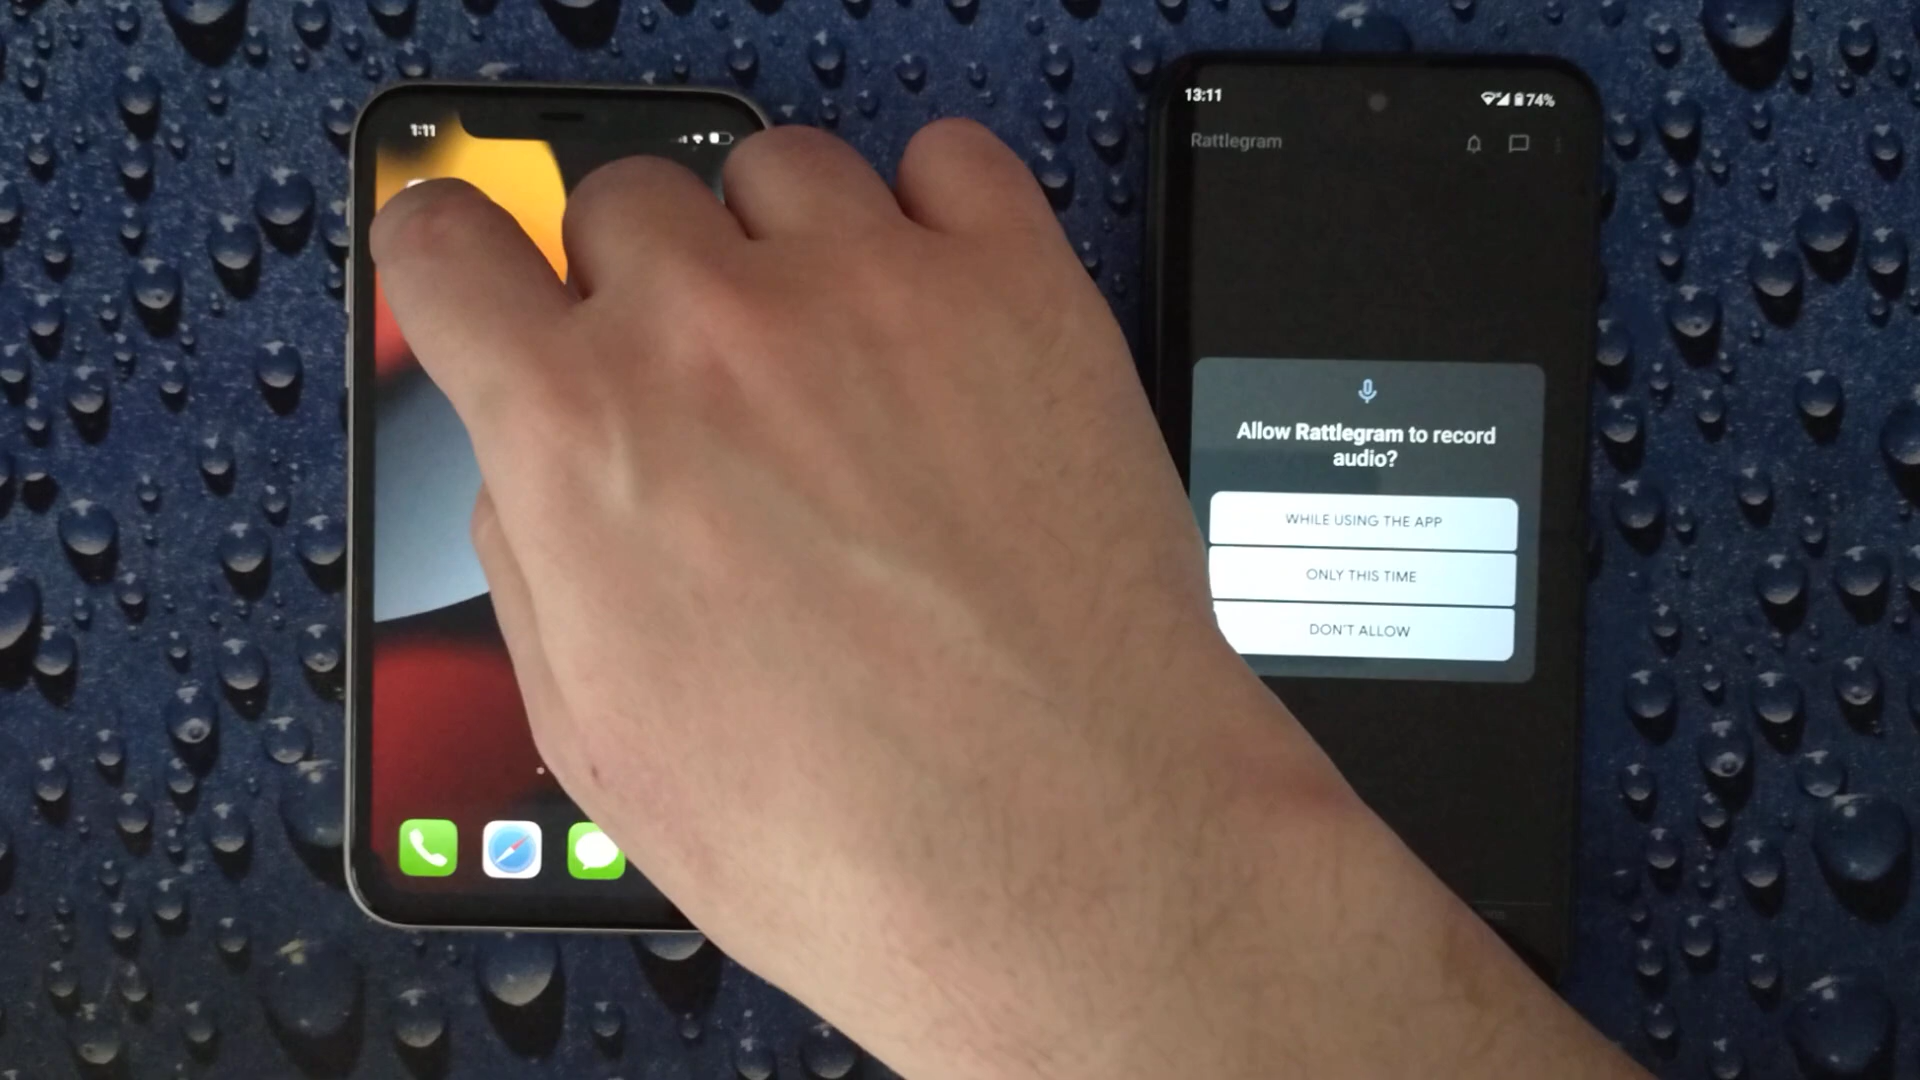 1:11
13:11
74%
Rattlegram
Allow Rattlegram to record
audio?
WHILE USING THE APP
ONLY THIS TIME
DON'T ALLOW